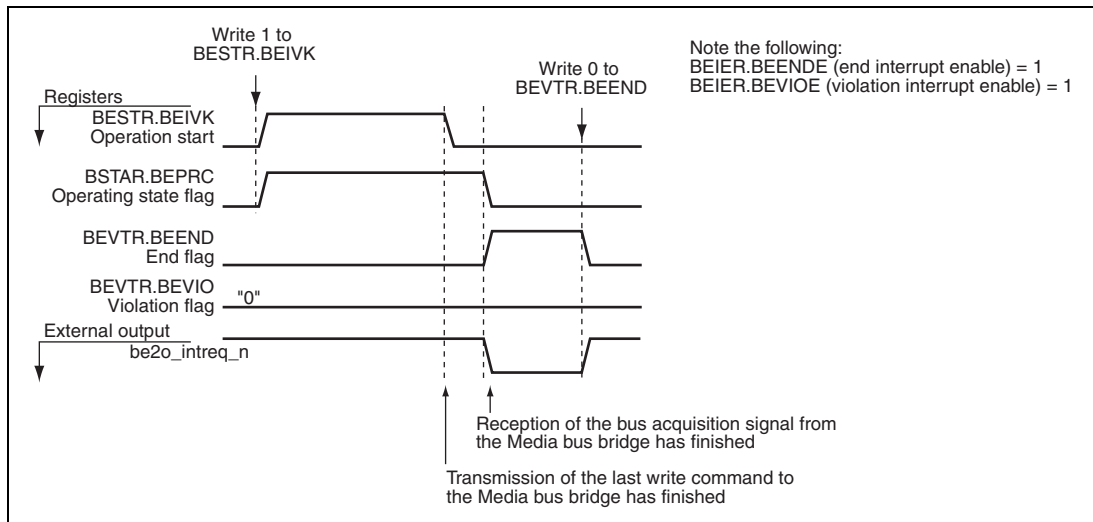 Write 1 to
BESTR.BEIVK
Write 0 to
BEVTR.BEEND
Note the following:
BEIER.BEENDE (end interrupt enable) = 1
BEIER.BEVIOE (violation interrupt enable) = 1
Registers
BESTR.BEIVK
Operation start
BSTAR.BEPRC
Operating state flag
BEVTR.BEEND
End flag
BEVTR.BEVIO
Violation flag
"0"
External output
be2o_intreq_n
Reception of the bus acquisition signal from
the Media bus bridge has finished
Transmission of the last write command to
the Media bus bridge has finished